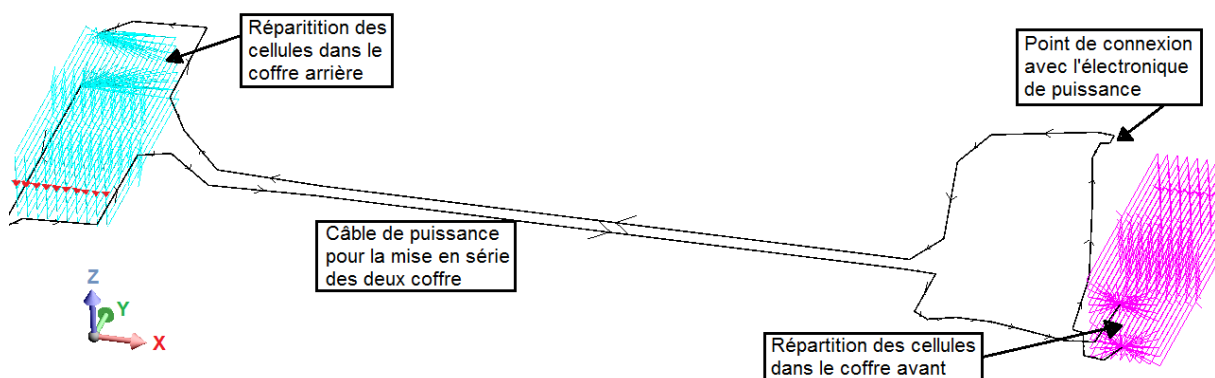 Réparitition des
cellules dans le
coffre arrière
Point de connexion
avec l'électronique
de puissance
Câble de puissance
pour la mise en série
des deux coffre
Z
Y
X
Répartition des cellules
dans le coffre avant